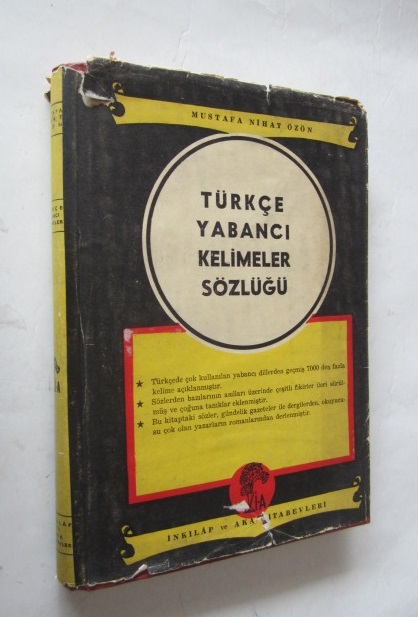 MUSTAFA NİHAT ÖZÖN
TÜRKÇE
YABANCI
KELİMELER
SÖZLÜĞÜ
★ Türkçede çok kullanılan yabancı dillerden geçmiş 7000 den fazla
kelime açıklanmıştır.
★ Sözlerden bazılarının asılları üzerinde çeşitli fikirler ileri sürül-
müş ve çoğuna tanıklar eklenmiştir.
★ Bu kitaptaki sözler, gündelik gazeteler ile dergilerden, okuyucu-
su çok olan yazarların romanlarından derlenmiştir.
İNKILÂP ve AKA KİTABEVLERİ